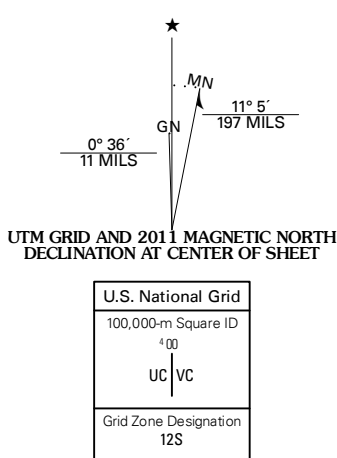 ★
MN
11° 5´
197 MILS
GN
0° 36´
11 MILS
UTM GRID AND 2011 MAGNETIC NORTH
DECLINATION AT CENTER OF SHEET
U.S. National Grid
100,000-m Square ID
⁴00
UC VC
Grid Zone Designation
12S